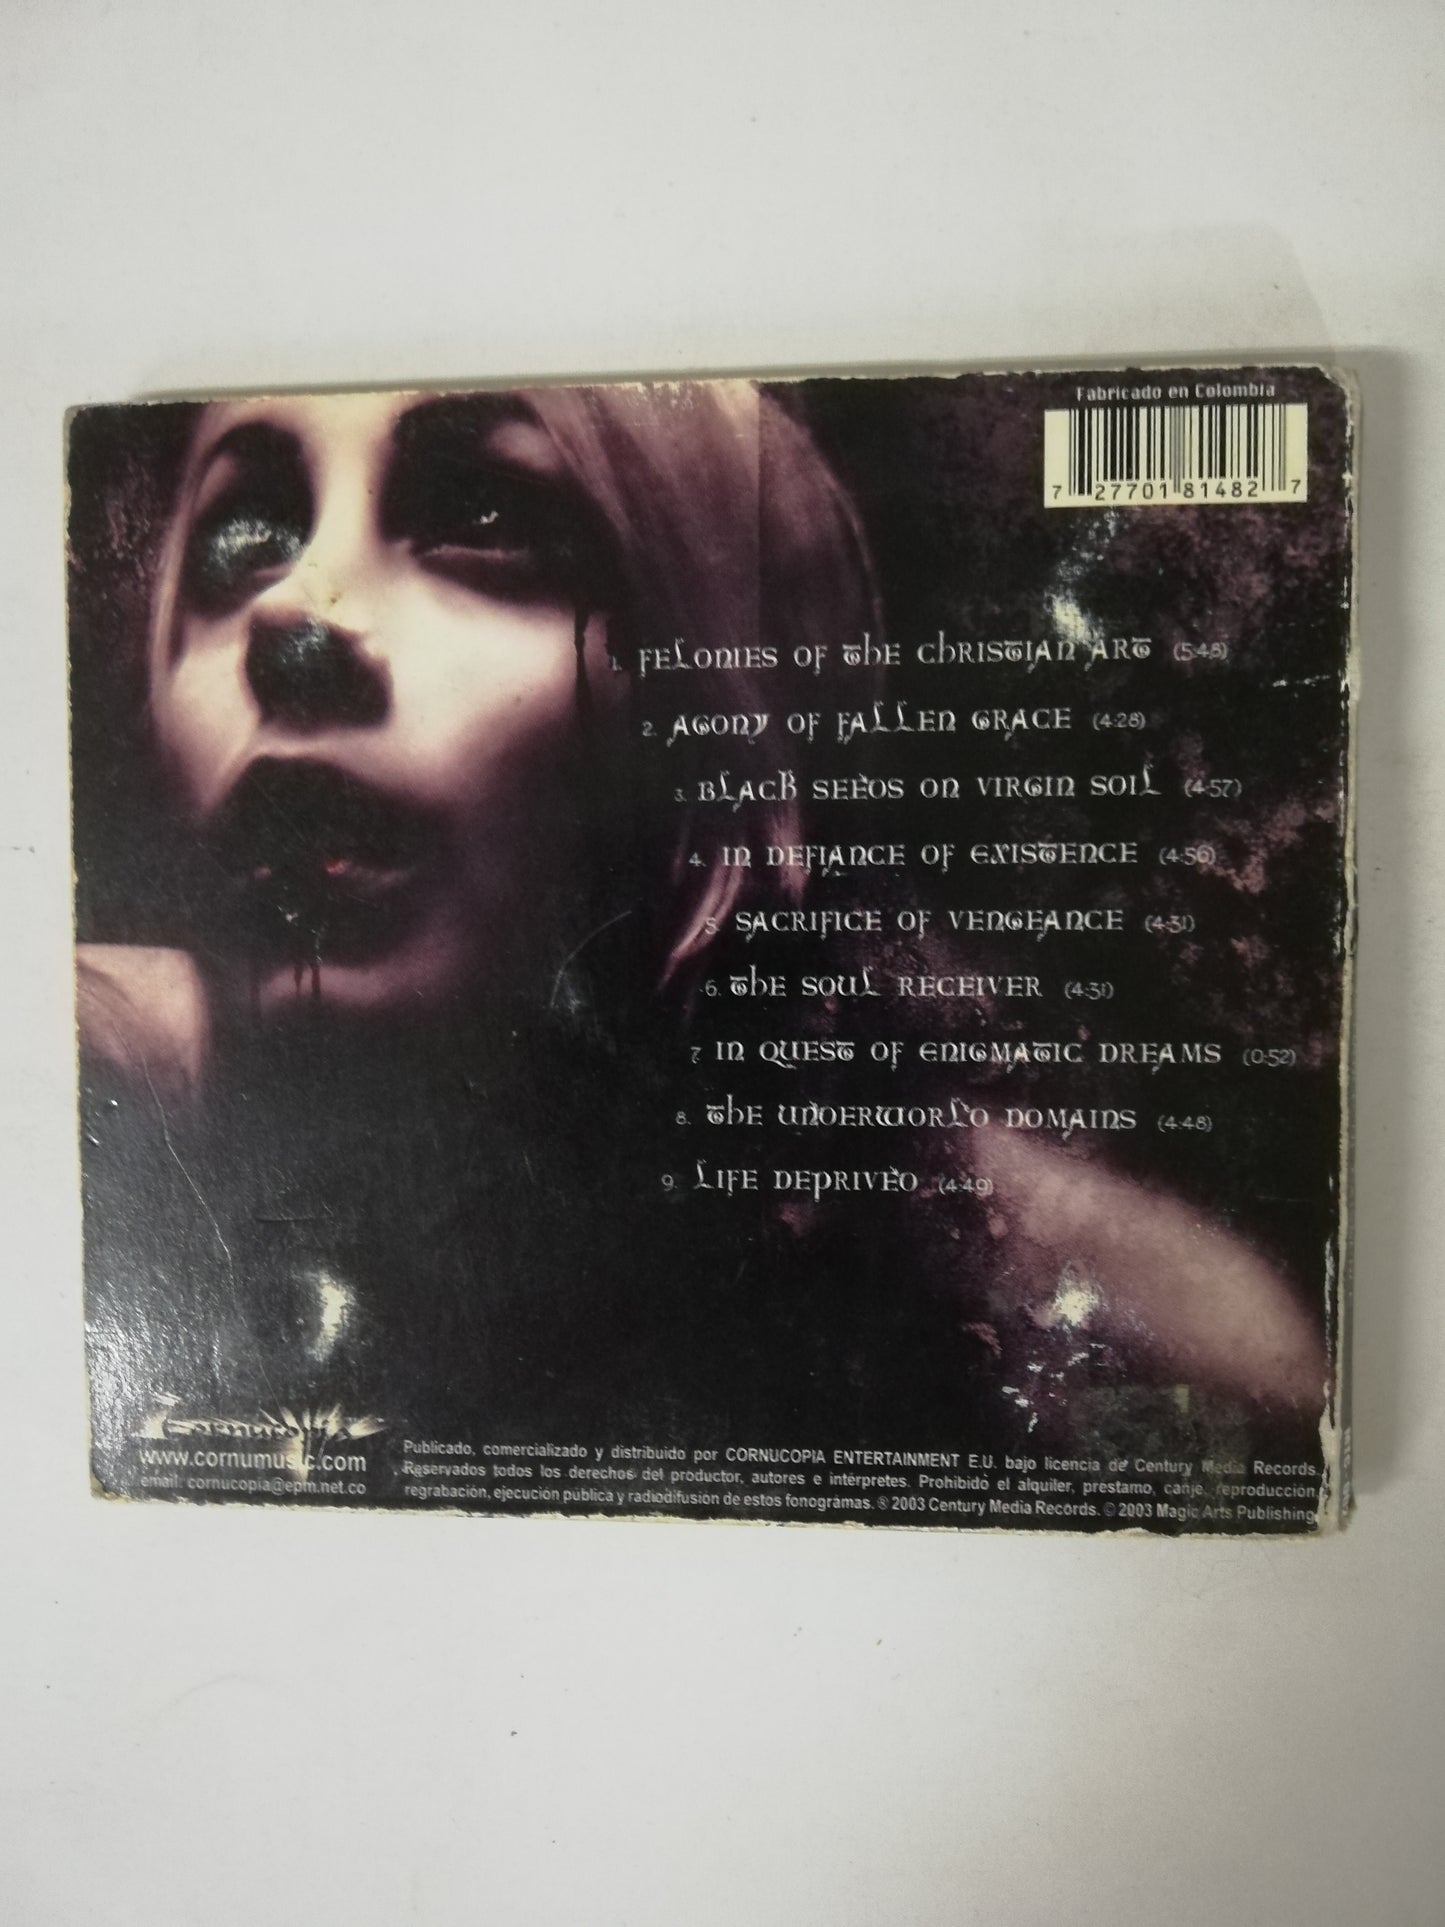 Fabricado en Colombia
7 27701 81482 7
1. FELONIES OF THE CHRISTIAN ART (5:48)
2. AGONY OF FALLEN GRACE (4:28)
3. BLACK SEEDS ON VIRGIN SOIL (4:57)
4. IN DEFIANCE OF EXISTENCE (4:56)
5. SACRIFICE OF VENGEANCE (4:31)
6. THE SOUL RECEIVER (4:31)
7. IN QUEST OF ENIGMATIC DREAMS (0:52)
8. THE UNDERWORLD DOMAINS (4:48)
9. LIFE DEPRIVED (4:49)
Cornucopia
www.cornumusic.com
email: cornucopia@epm.net.co
Publicado, comercializado y distribuido por CORNUCOPIA ENTERTAINMENT E.U. bajo licencia de Century Media Records.
Reservados todos los derechos del productor, autores e intérpretes. Prohibido el alquiler, prestamo, canje, reproducción,
regrabación, ejecución pública y radiodifusión de estos fonogramas. ℗ 2003 Century Media Records. © 2003 Magic Arts Publishing